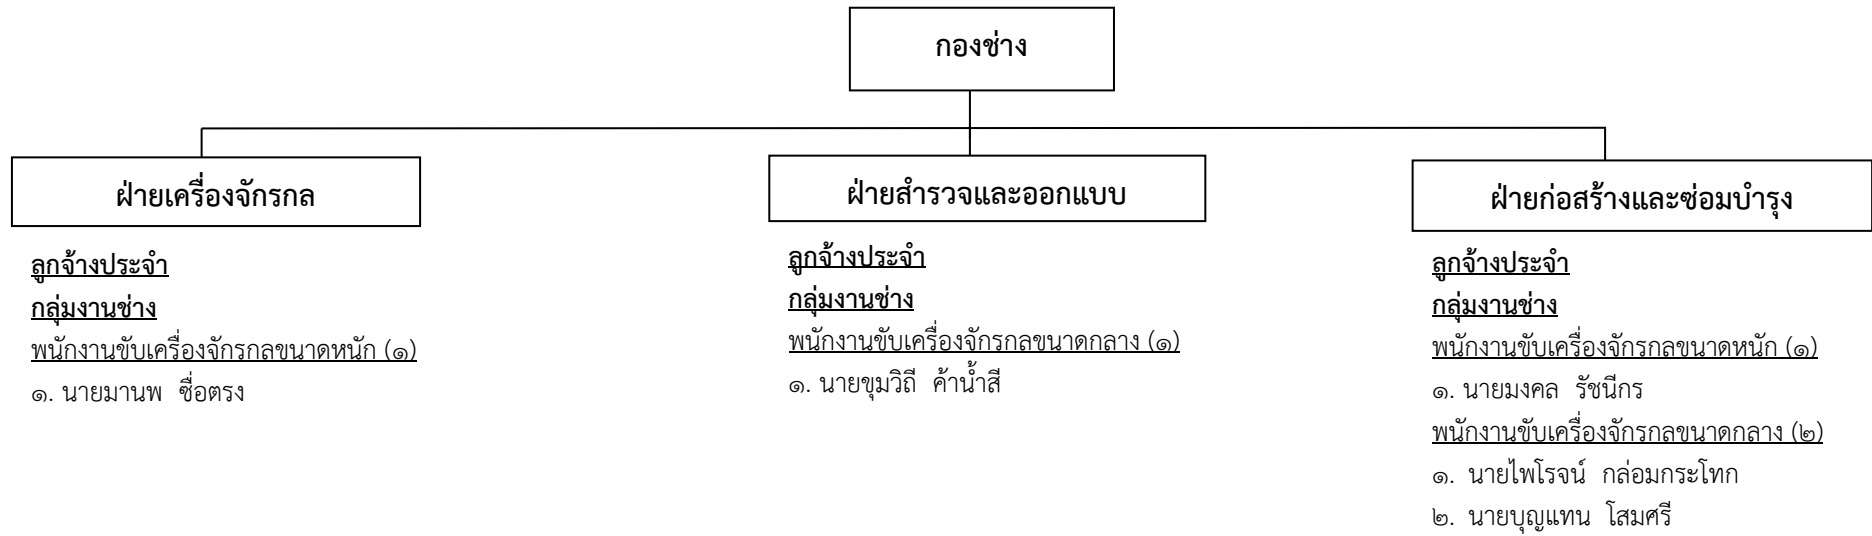 กองช่าง
ฝ่ายเครื่องจักรกล
ลูกจ้างประจำ
กลุ่มงานช่าง
พนักงานขับเครื่องจักรกลขนาดหนัก (๑)
๑. นายมานพ ซื่อตรง
ฝ่ายสำรวจและออกแบบ
ลูกจ้างประจำ
กลุ่มงานช่าง
พนักงานขับเครื่องจักรกลขนาดกลาง (๑)
๑. นายขุมวิถี ค้าน้ำสี
ฝ่ายก่อสร้างและซ่อมบำรุง
ลูกจ้างประจำ
กลุ่มงานช่าง
พนักงานขับเครื่องจักรกลขนาดหนัก (๑)
๑. นายมงคล รัชนีกร
พนักงานขับเครื่องจักรกลขนาดกลาง (๒)
๑. นายไพโรจน์ กล่อมกระโทก
๒. นายบุญแทน โสมศรี